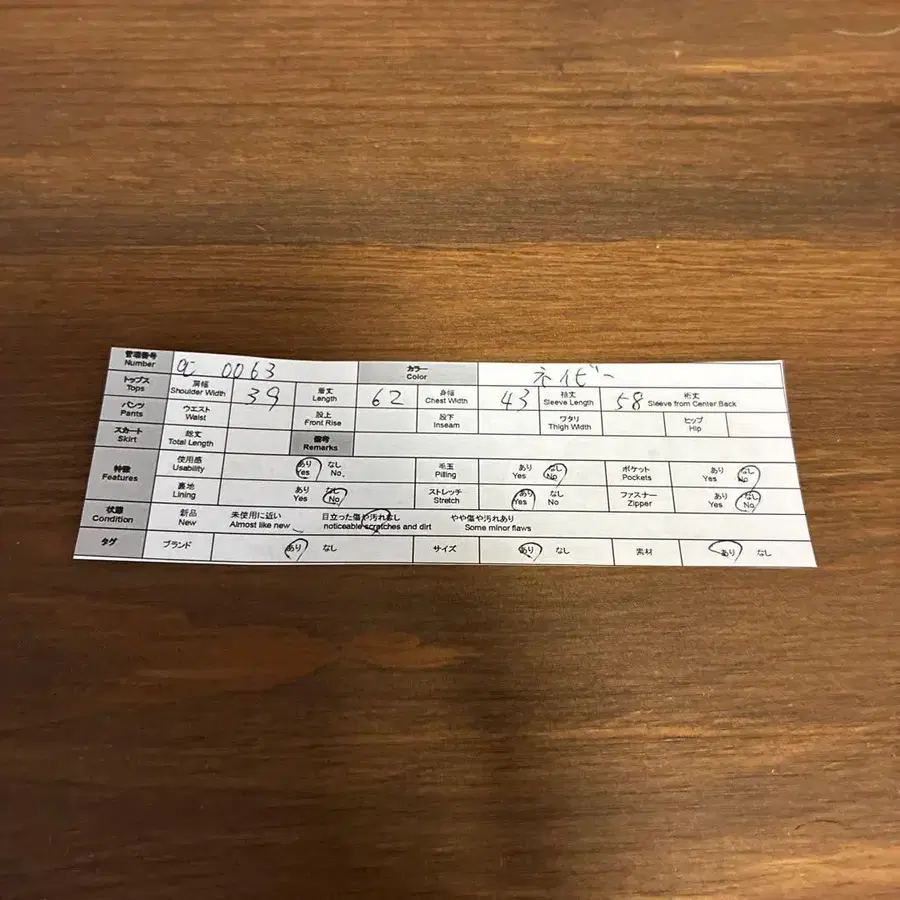 管理番号 0063 カラー ネイビー
Number Color
トップス 肩幅 39 着丈 62 身幅 43 袖丈 58 裄丈
Tops Shoulder Width Length Chest Width Sleeve Length Sleeve from Center Back
パンツ ウエスト 股上 股下 ワタリ ヒップ
Pants Waist Front Rise Inseam Thigh Width Hip
スカート 総丈 備考
Skirt Total Length Remarks
特徴 使用感 あり なし 毛玉 あり なし ポケット あり なし
Features Usability Yes No. Pilling Yes No Pockets Yes No
裏地 あり なし ストレッチ あり なし ファスナー あり なし
Lining Yes No Stretch Yes No Zipper Yes No
状態 新品 未使用に近い 目立った傷や汚れなし やや傷や汚れあり
Condition New Almost like new noticeable scratches and dirt Some minor flaws
タグ ブランド あり なし サイズ あり なし 素材 あり なし